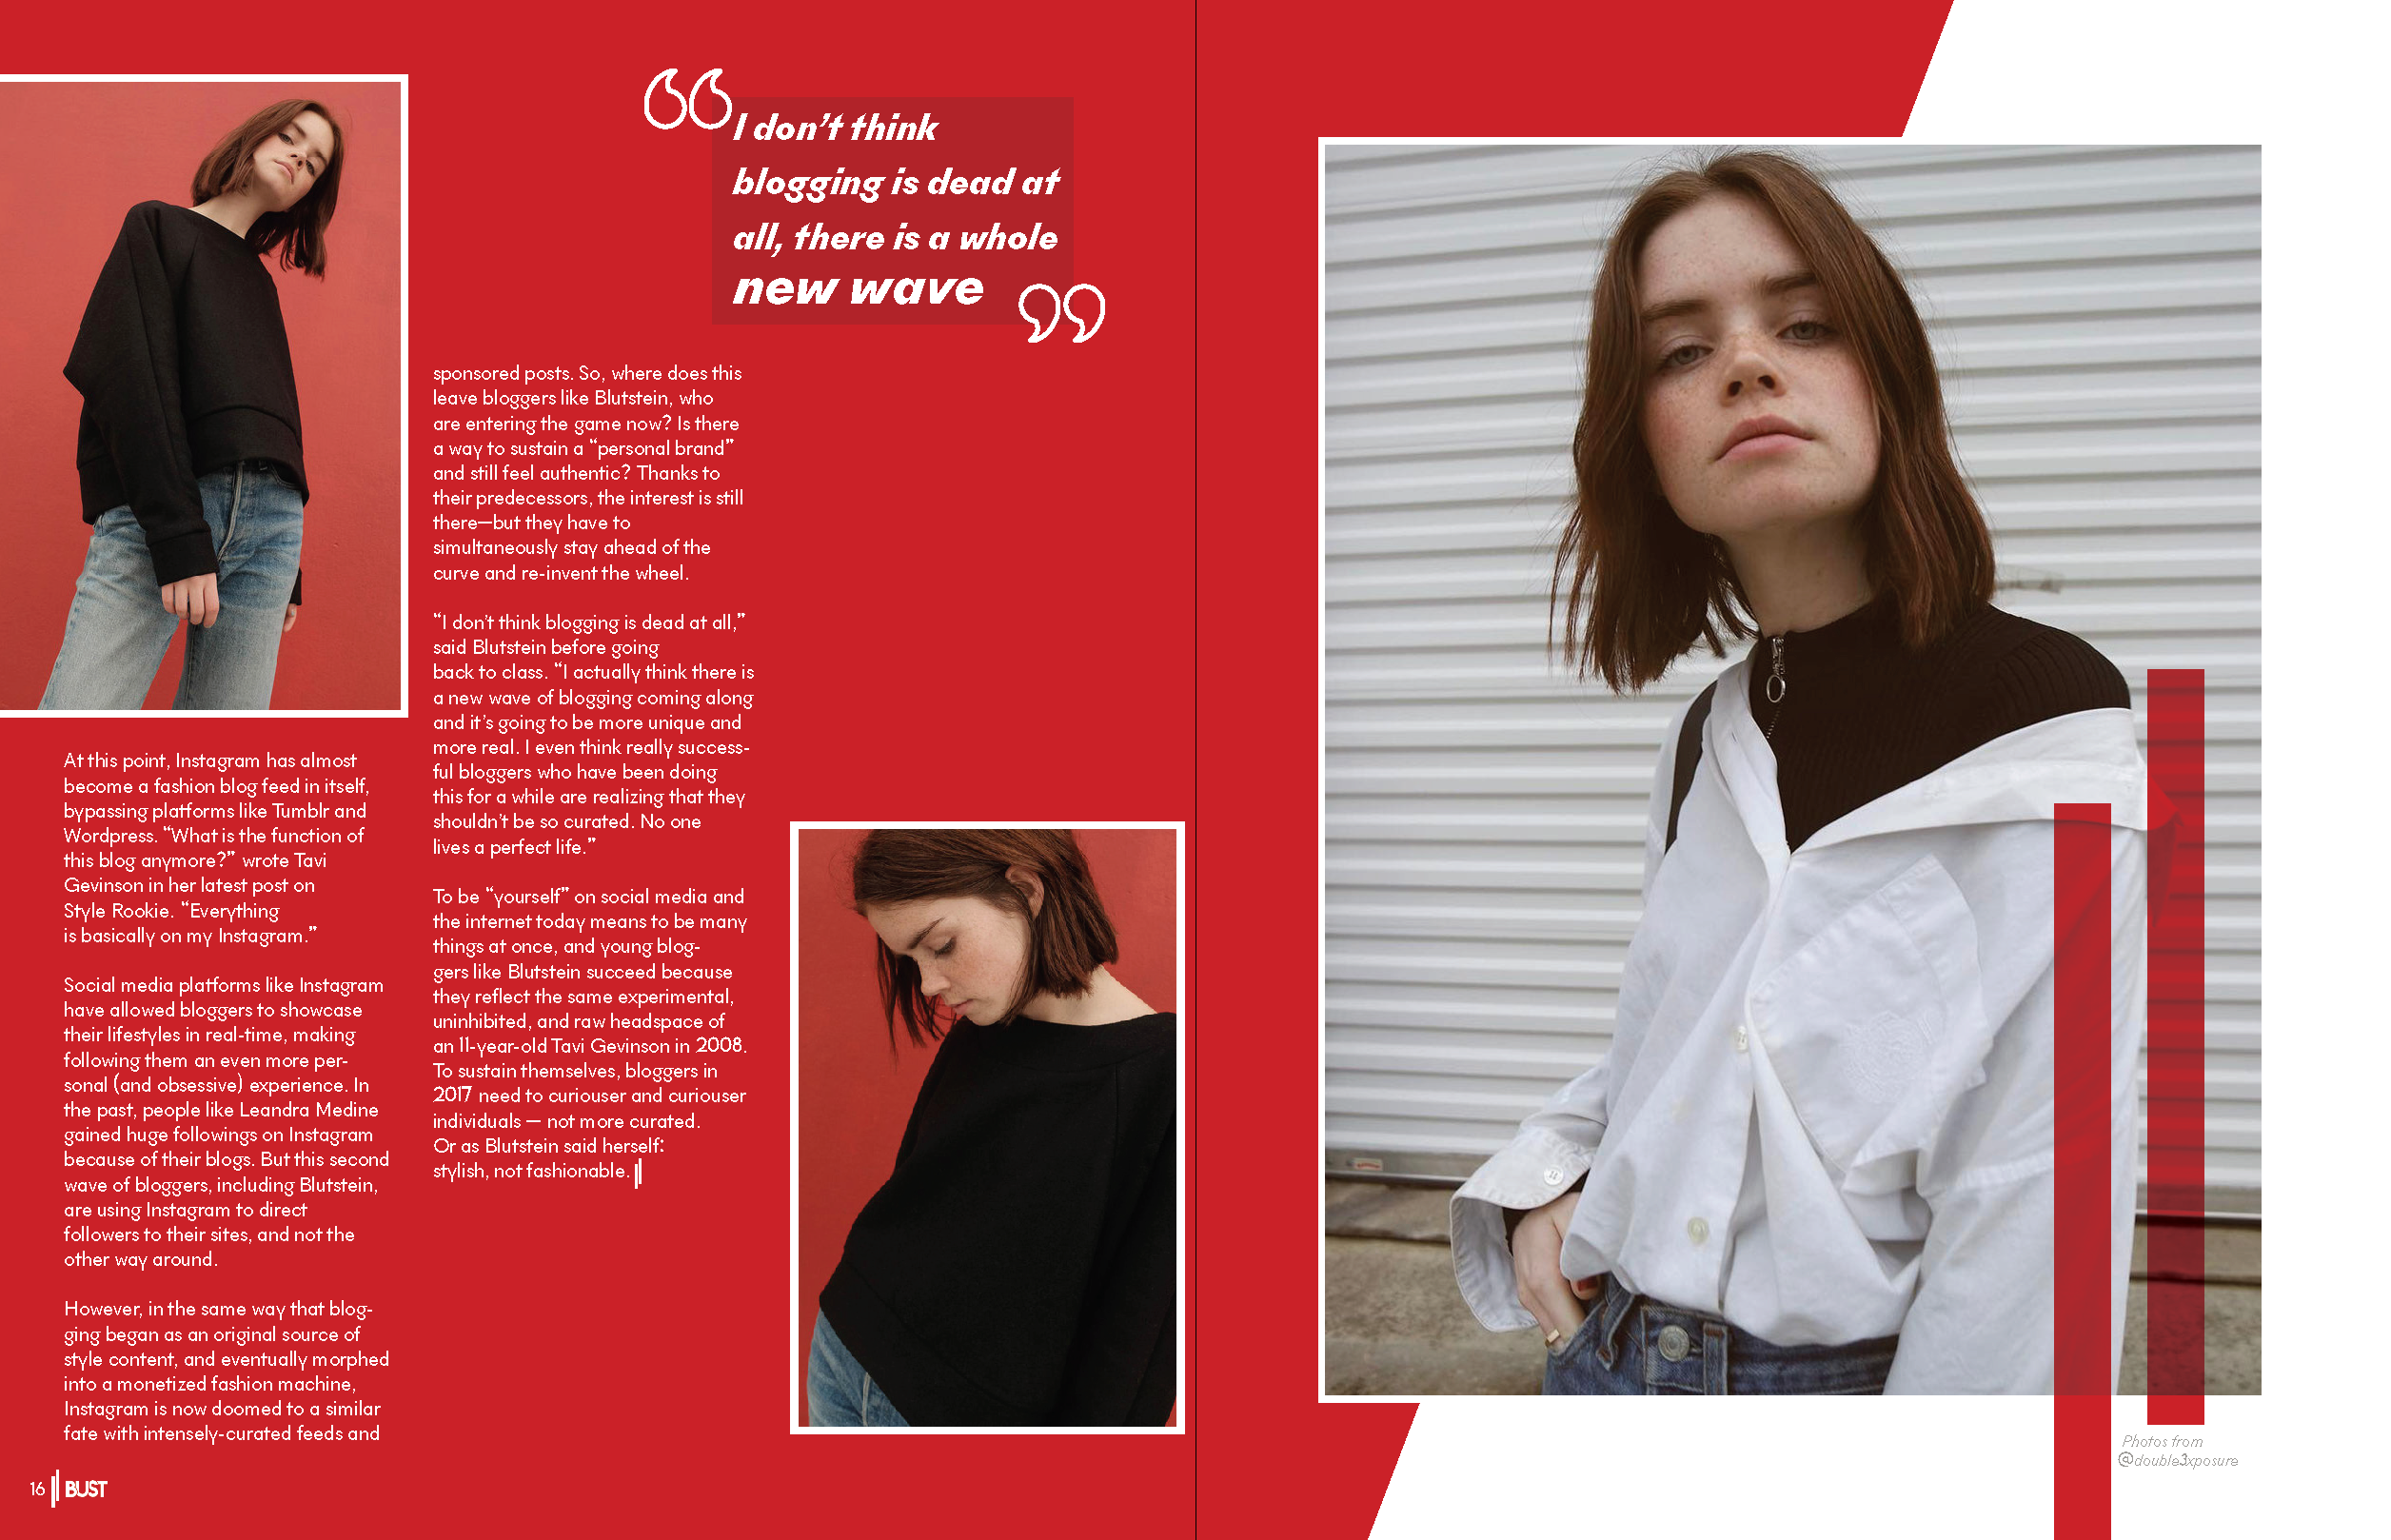 I don't think
blogging is dead at
all, there is a whole
new wave
At this point, Instagram has almost
become a fashion blog feed in itself,
bypassing platforms like Tumblr and
Wordpress. “What is the function of
this blog anymore?” wrote Tavi
Gevinson in her latest post on
Style Rookie. “Everything
is basically on my Instagram.”
Social media platforms like Instagram
have allowed bloggers to showcase
their lifestyles in real-time, making
following them an even more per-
sonal (and obsessive) experience. In
the past, people like Leandra Medine
gained huge followings on Instagram
because of their blogs. But this second
wave of bloggers, including Blutstein,
are using Instagram to direct
followers to their sites, and not the
other way around.
However, in the same way that blog-
ging began as an original source of
style content, and eventually morphed
into a monetized fashion machine,
Instagram is now doomed to a similar
fate with intensely-curated feeds and
sponsored posts. So, where does this
leave bloggers like Blutstein, who
are entering the game now? Is there
a way to sustain a “personal brand”
and still feel authentic? Thanks to
their predecessors, the interest is still
there—but they have to
simultaneously stay ahead of the
curve and re-invent the wheel.
“I don’t think blogging is dead at all,”
said Blutstein before going
back to class. “I actually think there is
a new wave of blogging coming along
and it’s going to be more unique and
more real. I even think really success-
ful bloggers who have been doing
this for a while are realizing that they
shouldn’t be so curated. No one
lives a perfect life.”
To be “yourself” on social media and
the internet today means to be many
things at once, and young blog-
gers like Blutstein succeed because
they reflect the same experimental,
uninhibited, and raw headspace of
an 11-year-old Tavi Gevinson in 2008.
To sustain themselves, bloggers in
2017 need to curiouser and curiouser
individuals — not more curated.
Or as Blutstein said herself:
stylish, not fashionable.
16 BUST
Photos from
@double3xposure